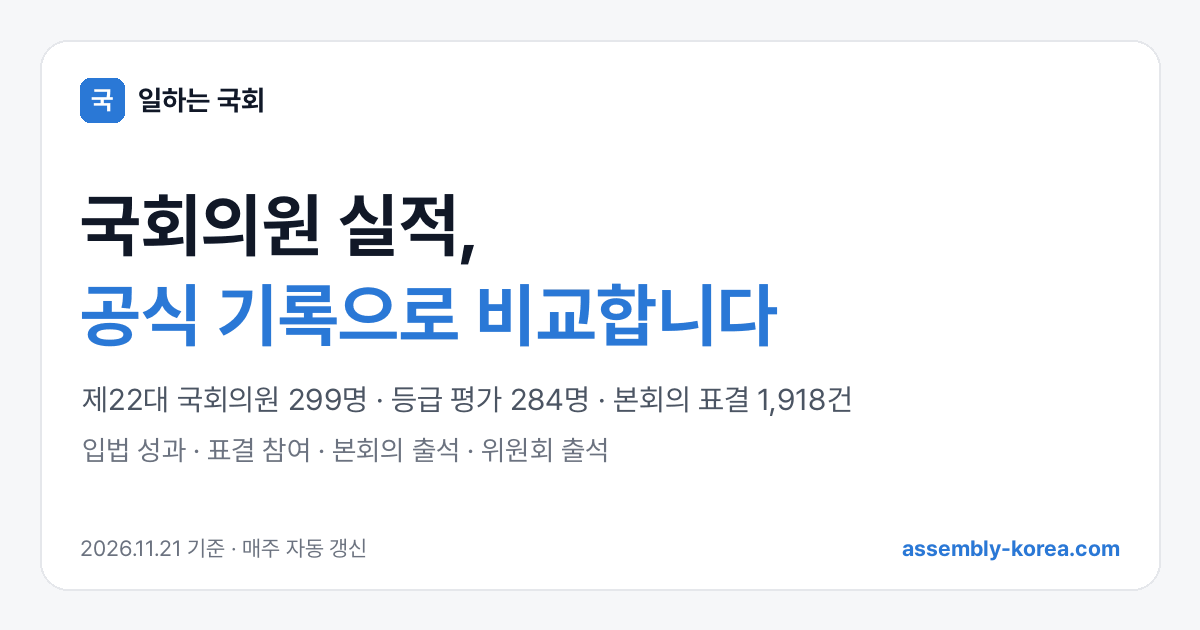 국 일하는 국회
국회의원 실적,
공식 기록으로 비교합니다
제22대 국회의원 299명 · 등급 평가 284명 · 본회의 표결 1,918건
입법 성과 · 표결 참여 · 본회의 출석 · 위원회 출석
2026.11.21 기준 · 매주 자동 갱신
assembly-korea.com